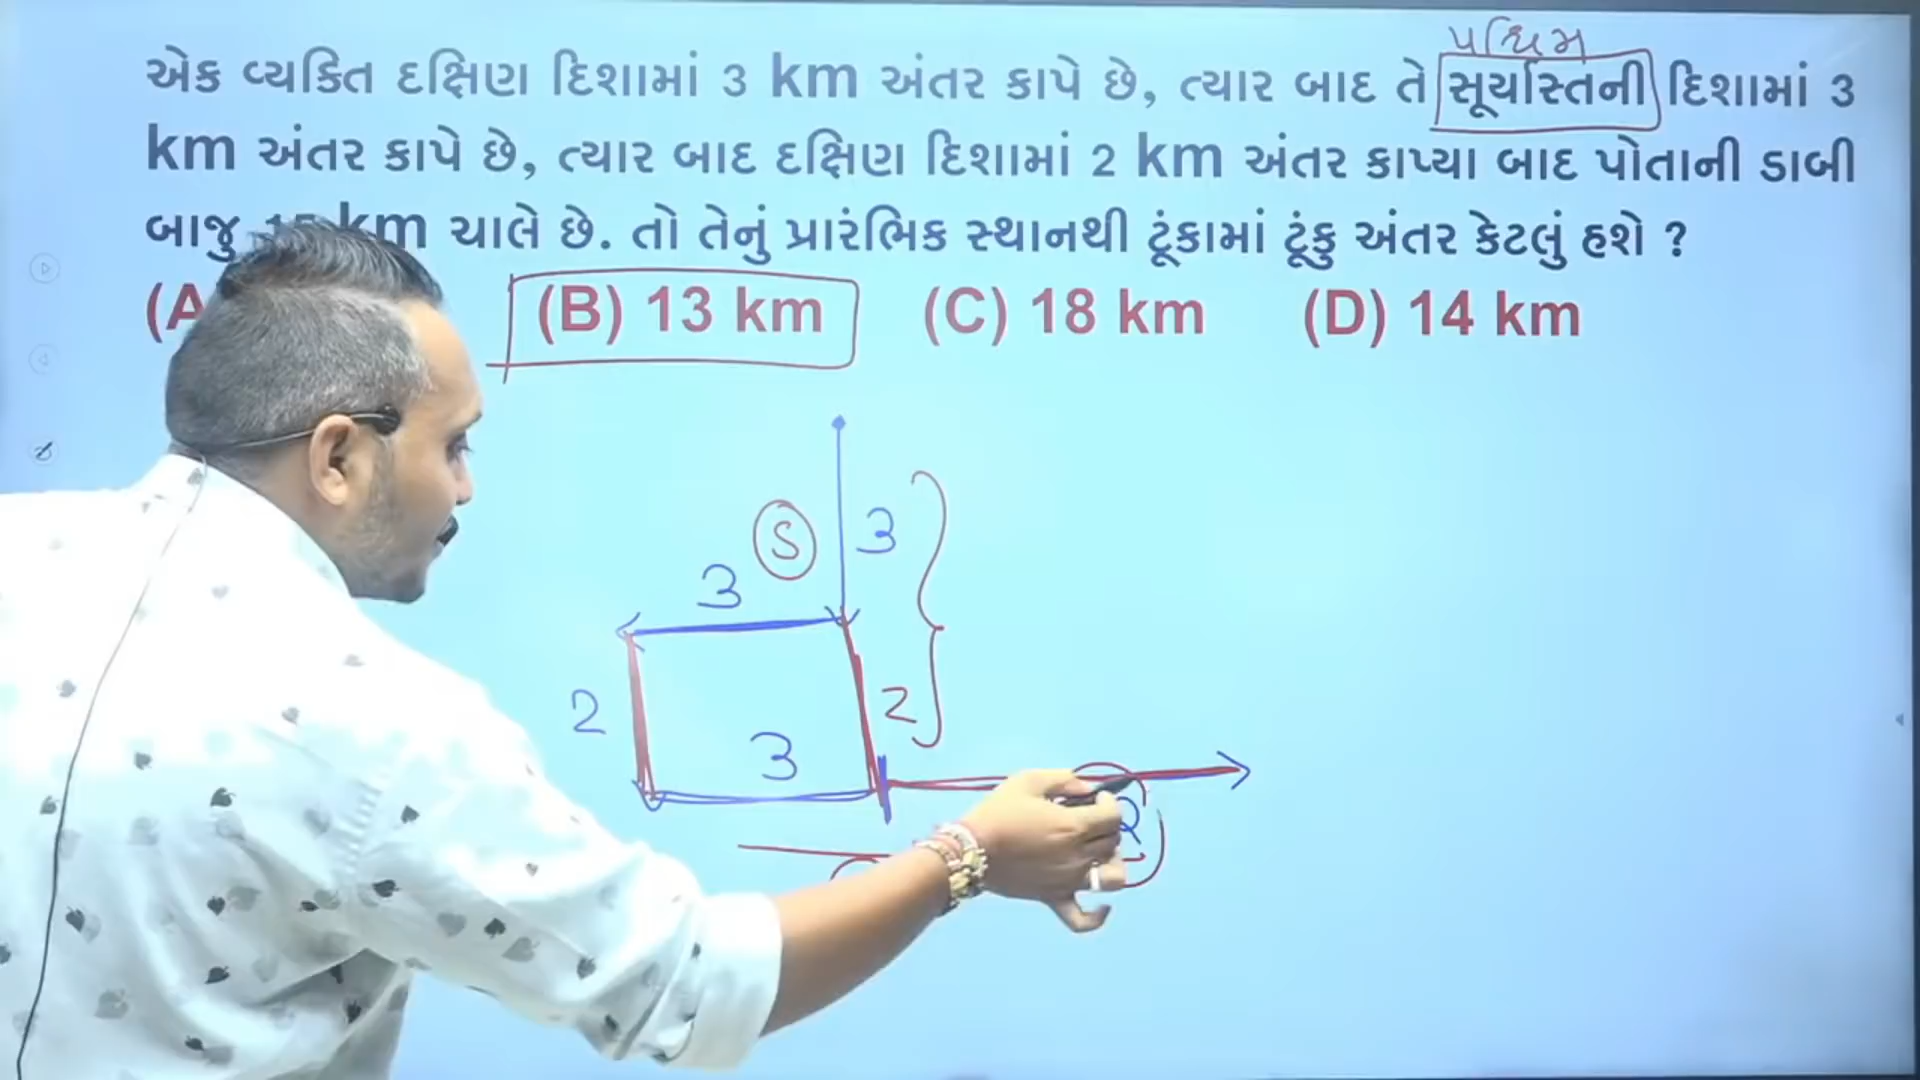 પશ્ચિમ
એક વ્યકિત દક્ષિણ દિશામાં 3 km અંતર કાપે છે, ત્યાર બાદ તે સૂર્યાસ્તની દિશામાં 3
km અંતર કાપે છે, ત્યાર બાદ દક્ષિણ દિશામાં 2 km અંતર કાપ્યા બાદ પોતાની ડાબી
બાજુ km ચાલે છે. તો તેનું પ્રારંભિક સ્થાનથી ટૂંકામાં ટૂંકુ અંતર કેટલું હશે ?
(A (B) 13 km (C) 18 km (D) 14 km
S 3
3
2 2
3